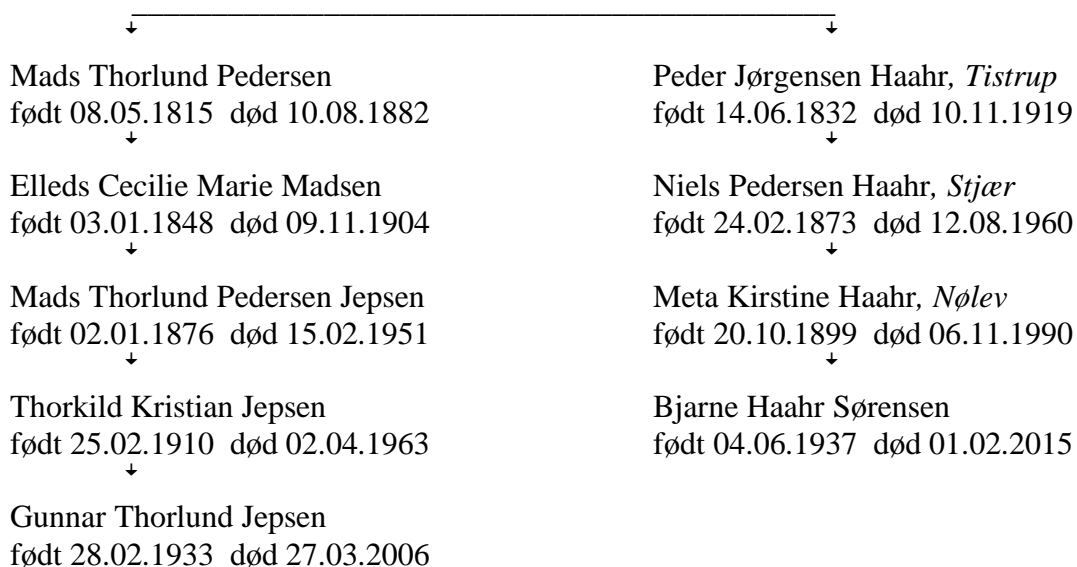 Mads Thorlund Pedersen
født 08.05.1815  død 10.08.1882
Elleds Cecilie Marie Madsen
født 03.01.1848  død 09.11.1904
Mads Thorlund Pedersen Jepsen
født 02.01.1876  død 15.02.1951
Thorkild Kristian Jepsen
født 25.02.1910  død 02.04.1963
Gunnar Thorlund Jepsen
født 28.02.1933  død 27.03.2006
Peder Jørgensen Haahr, Tistrup
født 14.06.1832  død 10.11.1919
Niels Pedersen Haahr, Stjær
født 24.02.1873  død 12.08.1960
Meta Kirstine Haahr, Nølev
født 20.10.1899  død 06.11.1990
Bjarne Haahr Sørensen
født 04.06.1937  død 01.02.2015